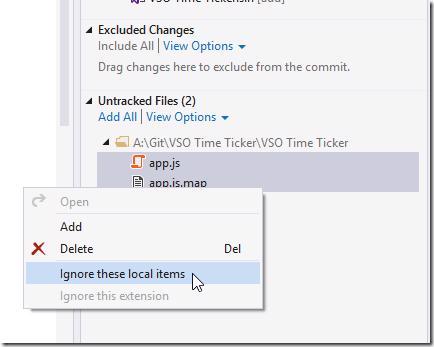 VSO Time Tickersln [add]
Excluded Changes
Include All | View Options
Drag changes here to exclude from the commit.
Untracked Files (2)
Add All | View Options
A:\Git\VSO Time Ticker\VSO Time Ticker
app.js
app.js.map
Open
Add
Delete Del
Ignore these local items
Ignore this extension